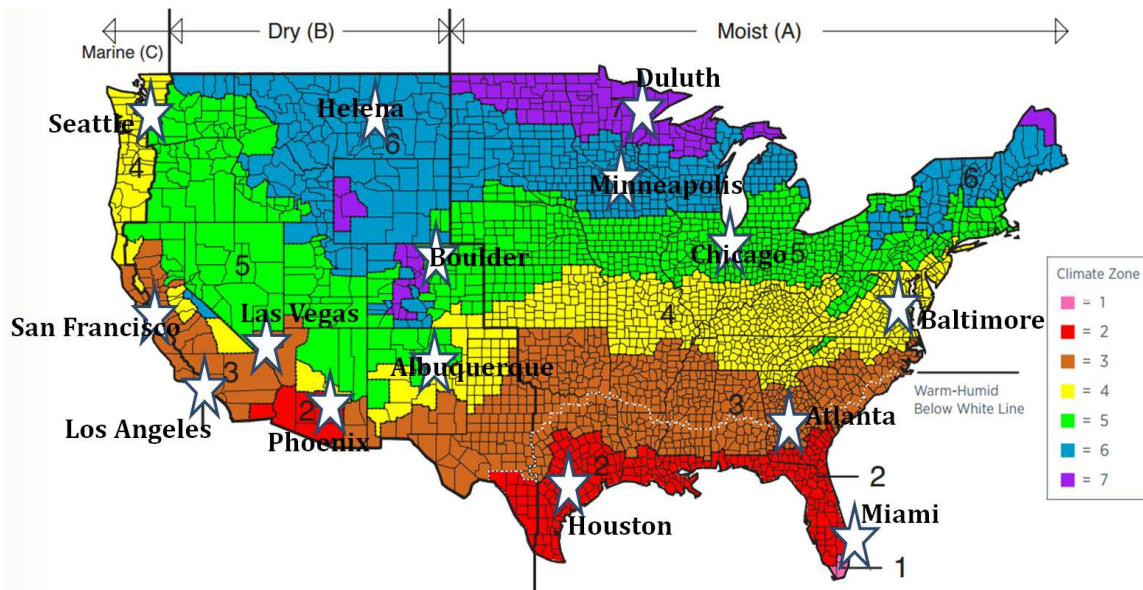 Marine (C)
Dry (B)
Moist (A)
Duluth
Helena
Seattle
6
4
Minneapolis
6
Boulder
Chicago
5
5
Las Vegas
San Francisco
4
Baltimore
Albuquerque
3
Los Angeles
2
Phoenix
3
Atlanta
2
Houston
2
Miami
1
Warm-Humid
Below White Line
Climate Zone
= 1
= 2
= 3
= 4
= 5
= 6
= 7